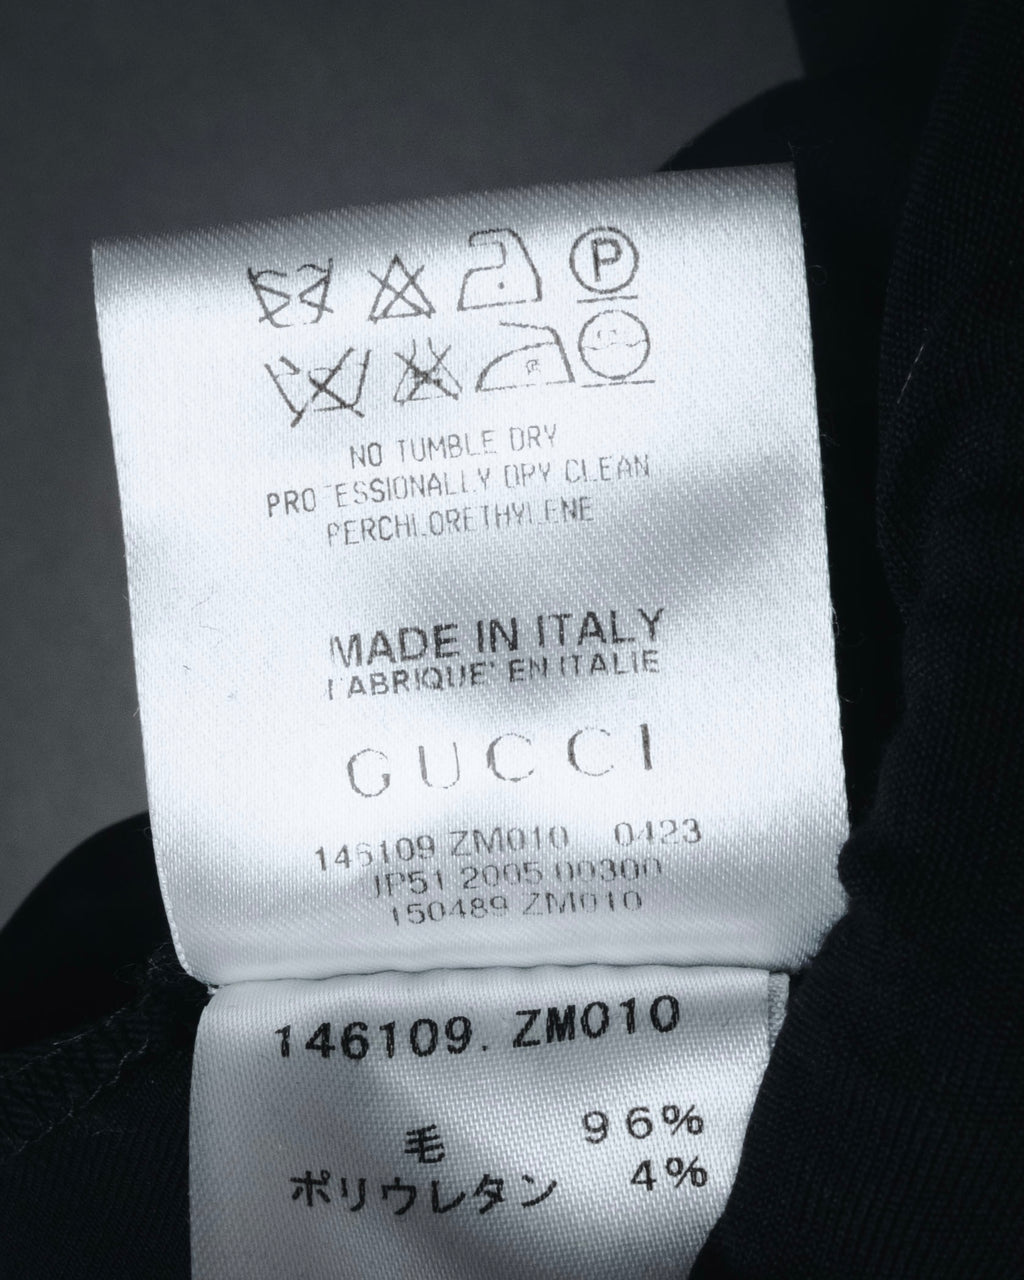 P
NO TUMBLE DRY
PROFESSIONALLY DRY CLEAN
PERCHLORETHYLENE
MADE IN ITALY
FABRIQUE' EN ITALIE
GUCCI
146109 ZM010 0423
JP51 2005 00300
150489 ZM010
146109. ZM010
毛 96%
ポリウレタン 4%